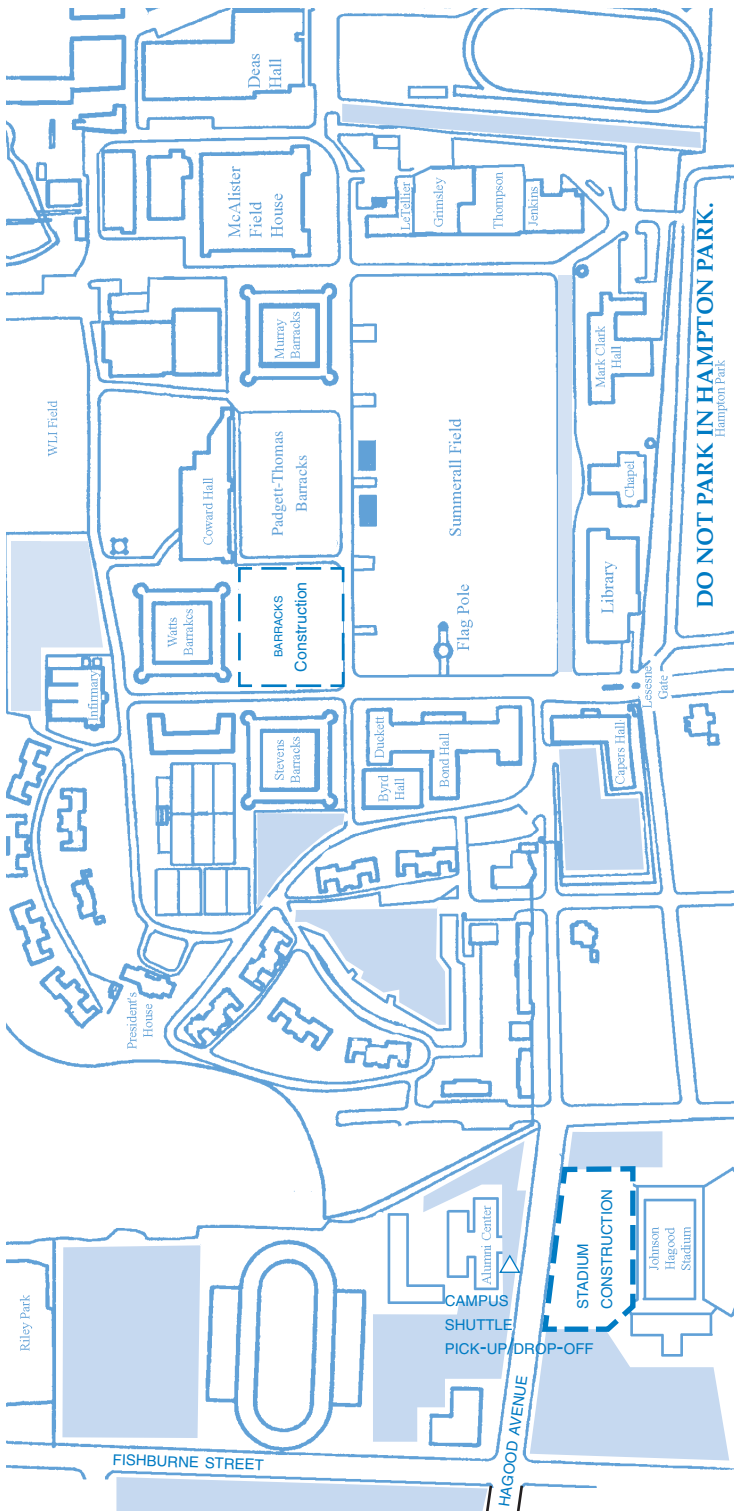 Deas
Hall
McAlister
Field
House
LeTellier
Grimsley
Thompson
Jenkins
DO NOT PARK IN HAMPTON PARK.
Hampton Park
Murray
Barracks
Mark Clark
Hall
WLI Field
Coward Hall
Padgett-Thomas
Barracks
Summerall Field
Chapel
Watts
Barrakcs
BARRACKS
Construction
Flag Pole
Library
Infirmary
Lesesne
Gate
Stevens
Barracks
Duckett
Byrd
Hall
Bond Hall
Capers Hall
President's
House
Alumni Center
STADIUM
CONSTRUCTION
Johnson
Hagood
Stadium
CAMPUS
SHUTTLE
PICK-UP/DROP-OFF
Riley Park
HAGOOD AVENUE
FISHBURNE STREET